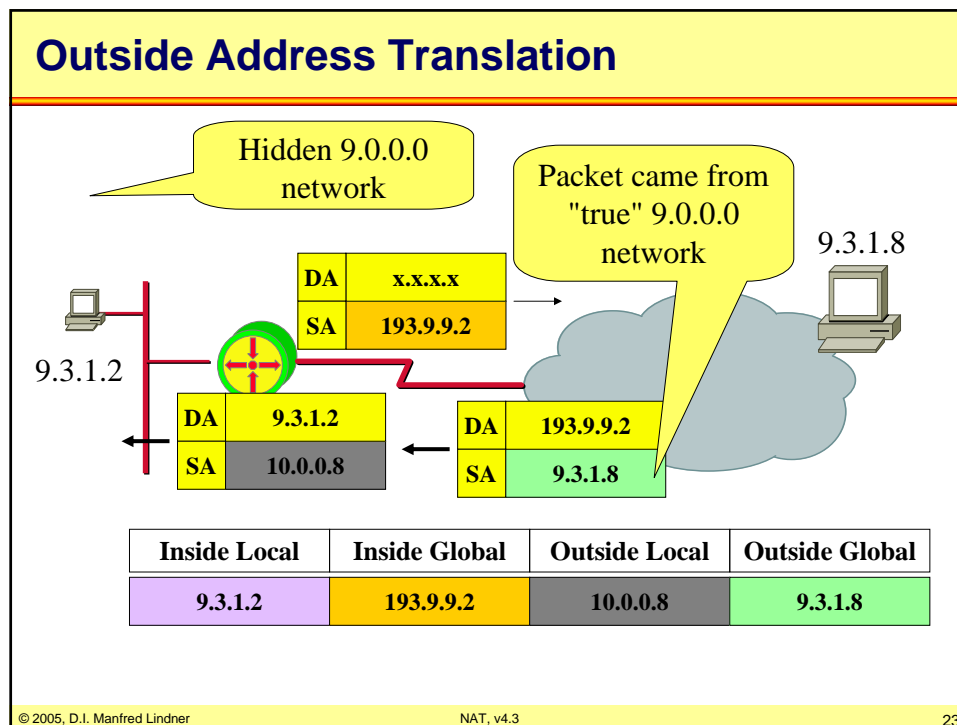 Outside Address Translation
Hidden 9.0.0.0
network
Packet came from
"true" 9.0.0.0
network
9.3.1.8
DA x.x.x.x
SA 193.9.9.2
9.3.1.2
DA 9.3.1.2
SA 10.0.0.8
DA 193.9.9.2
SA 9.3.1.8
Inside Local Inside Global Outside Local Outside Global
9.3.1.2 193.9.9.2 10.0.0.8 9.3.1.8
© 2005, D.I. Manfred Lindner NAT, v4.3 23